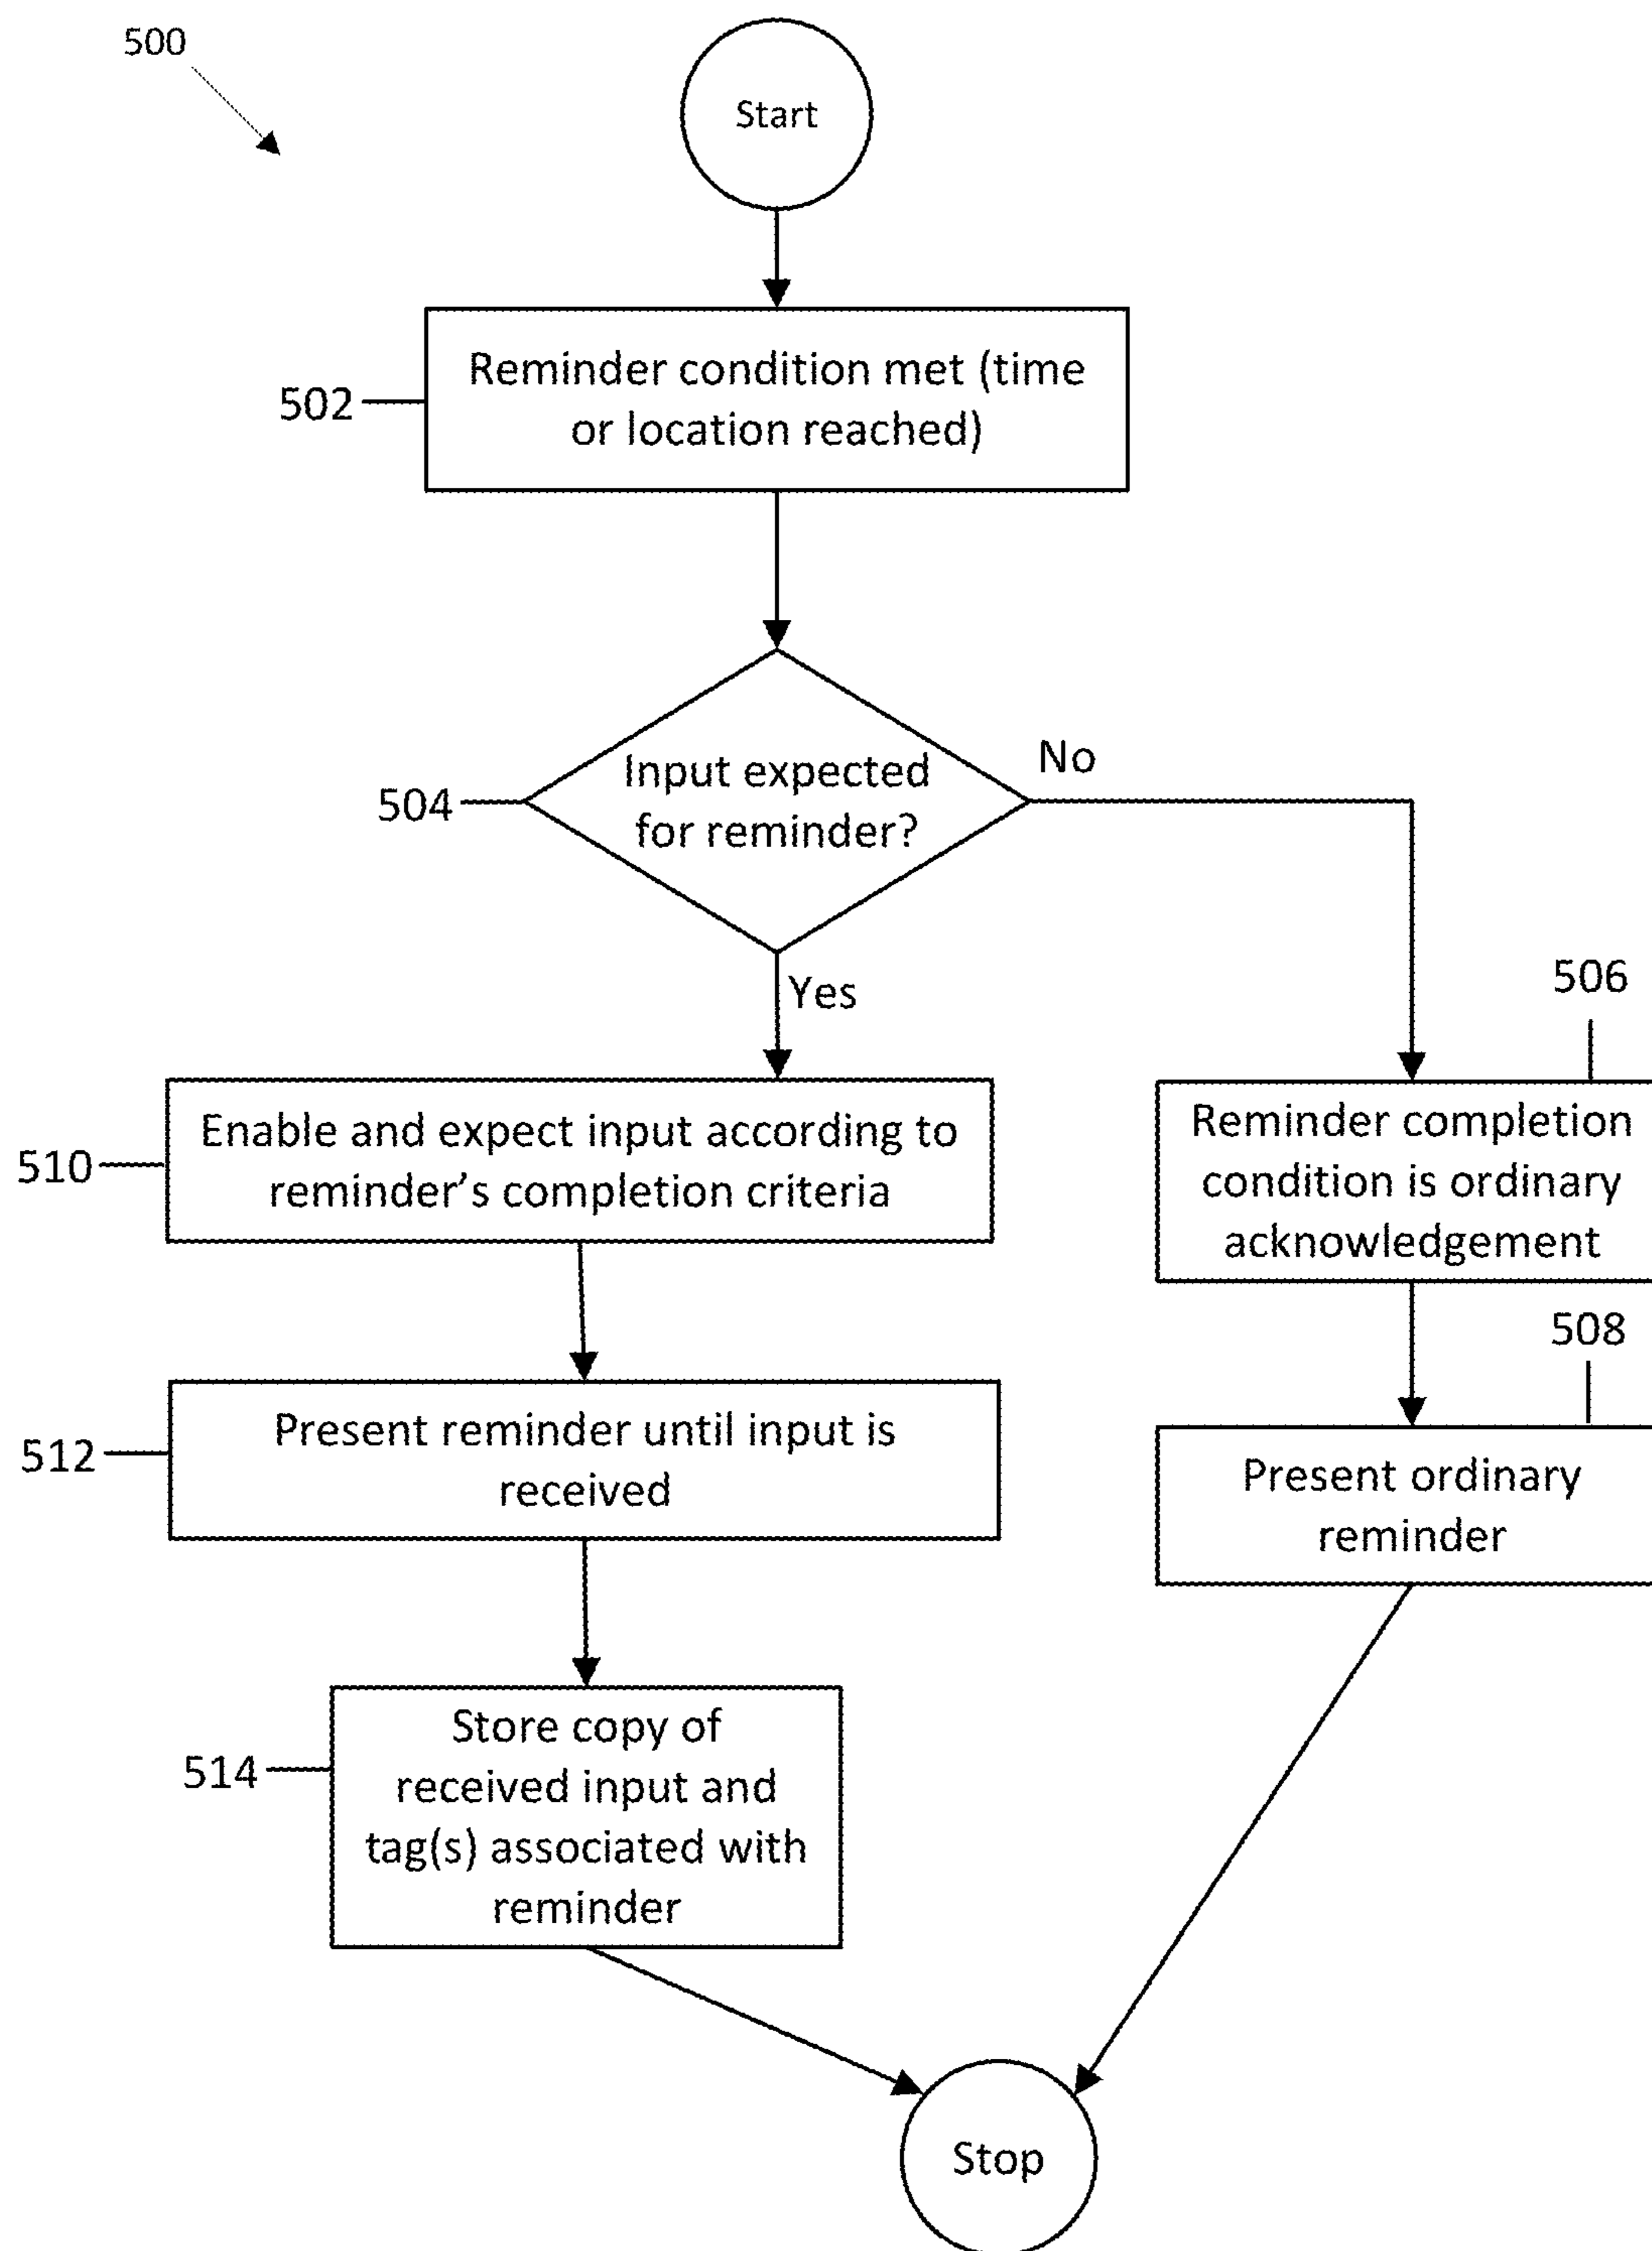 500
Start
502
Reminder condition met (time
or location reached)
504
Input expected
for reminder?
No
Yes
506
Reminder completion
condition is ordinary
acknowledgement
510
Enable and expect input according to
reminder’s completion criteria
508
Present ordinary
reminder
512
Present reminder until input is
received
514
Store copy of
received input and
tag(s) associated with
reminder
Stop